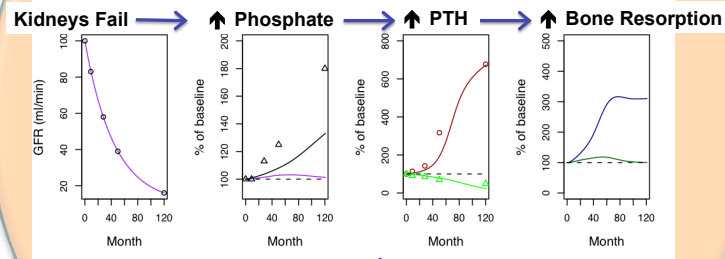 Kidneys Fail → 🡹 Phosphate → 🡹 PTH → 🡹 Bone Resorption
GFR (ml/min)
100
80
60
40
20
0 40 80 120
Month
% of baseline
200
180
160
140
120
100
0 40 80 120
Month
% of baseline
800
600
400
200
0
0 40 80 120
Month
% of baseline
500
400
300
200
100
0
0 40 80 120
Month